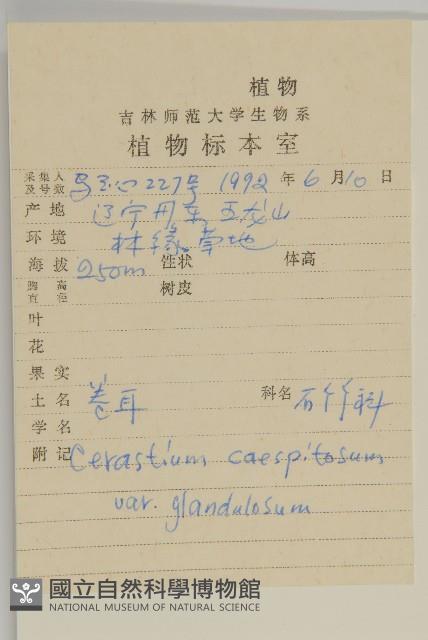 植物
吉林师范大学生物系
植物标本室
采集人及号数 227号 1992 年 6 月 10 日
产地 辽宁丹东 五龙山
环境 林缘草地
海拔 250m 性状 体高
胸高直径 树皮
叶
花
果实
土名 卷耳 科名 石竹科
学名
附记 Cerastium caespitosum
var. glandulosum
國立自然科學博物館
NATIONAL MUSEUM OF NATURAL SCIENCE